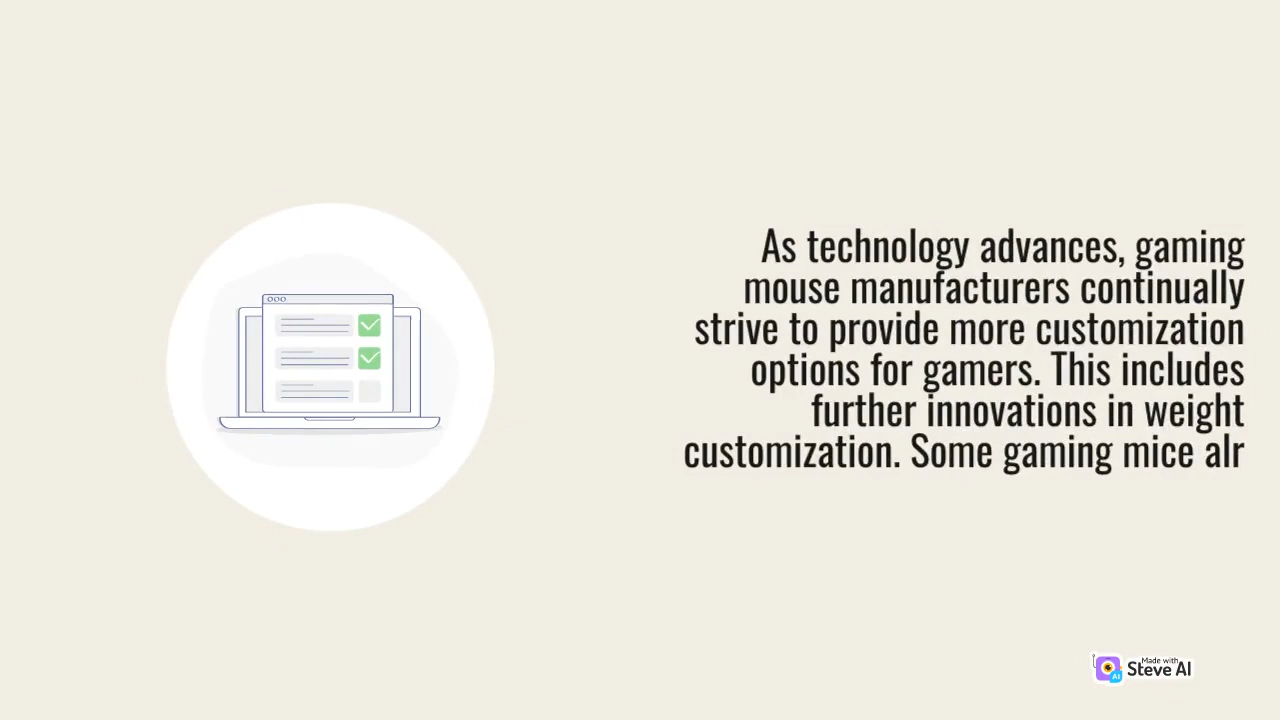 As technology advances, gaming
mouse manufacturers continually
strive to provide more customization
options for gamers. This includes
further innovations in weight
customization. Some gaming mice alr
Made with
Steve AI
AI